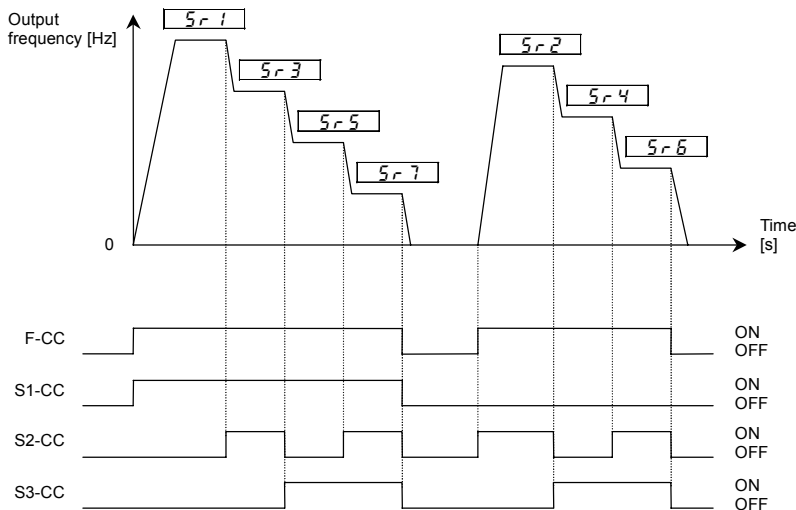 Output
frequency [Hz]
Sr1
Sr3
Sr5
Sr7
Sr2
Sr4
Sr6
0
Time
[s]
F-CC
ON
OFF
S1-CC
ON
OFF
S2-CC
ON
OFF
S3-CC
ON
OFF